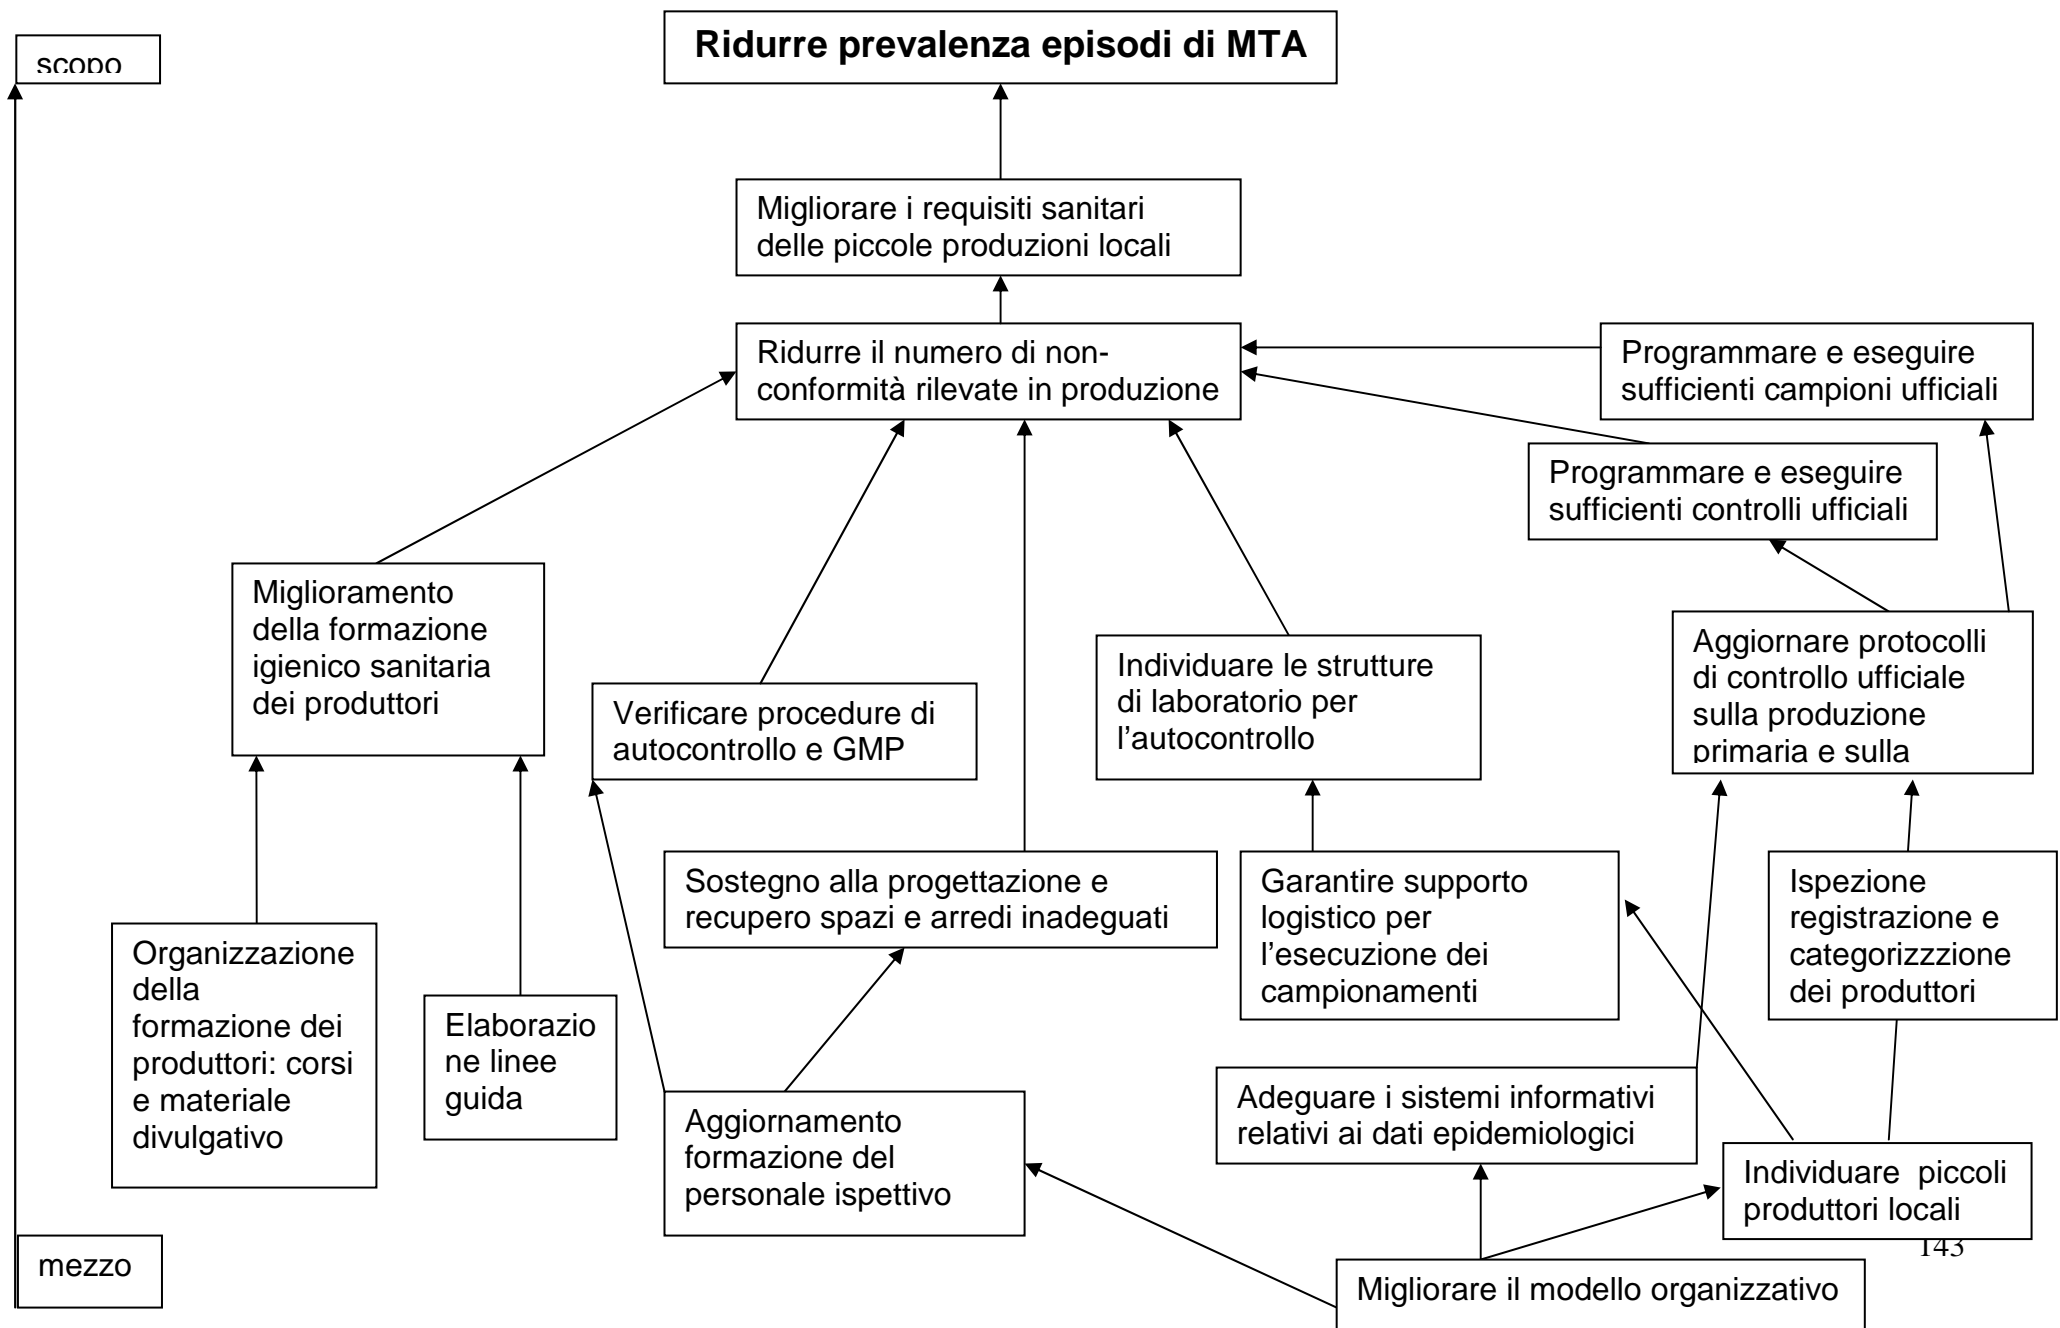 Ridurre prevalenza episodi di MTA
scopo
Migliorare i requisiti sanitari
delle piccole produzioni locali
Ridurre il numero di non-
conformità rilevate in produzione
Programmare e eseguire
sufficienti campioni ufficiali
Programmare e eseguire
sufficienti controlli ufficiali
Miglioramento
della formazione
igienico sanitaria
dei produttori
Verificare procedure di
autocontrollo e GMP
Individuare le strutture
di laboratorio per
l'autocontrollo
Aggiornare protocolli
di controllo ufficiale
sulla produzione
primaria e sulla
Sostegno alla progettazione e
recupero spazi e arredi inadeguati
Garantire supporto
logistico per
l'esecuzione dei
campionamenti
Ispezione
registrazione e
categorizzzione
dei produttori
Organizzazione
della
formazione dei
produttori: corsi
e materiale
divulgativo
Elaborazio
ne linee
guida
Aggiornamento
formazione del
personale ispettivo
Adeguare i sistemi informativi
relativi ai dati epidemiologici
Individuare piccoli
produttori locali
143
mezzo
Migliorare il modello organizzativo